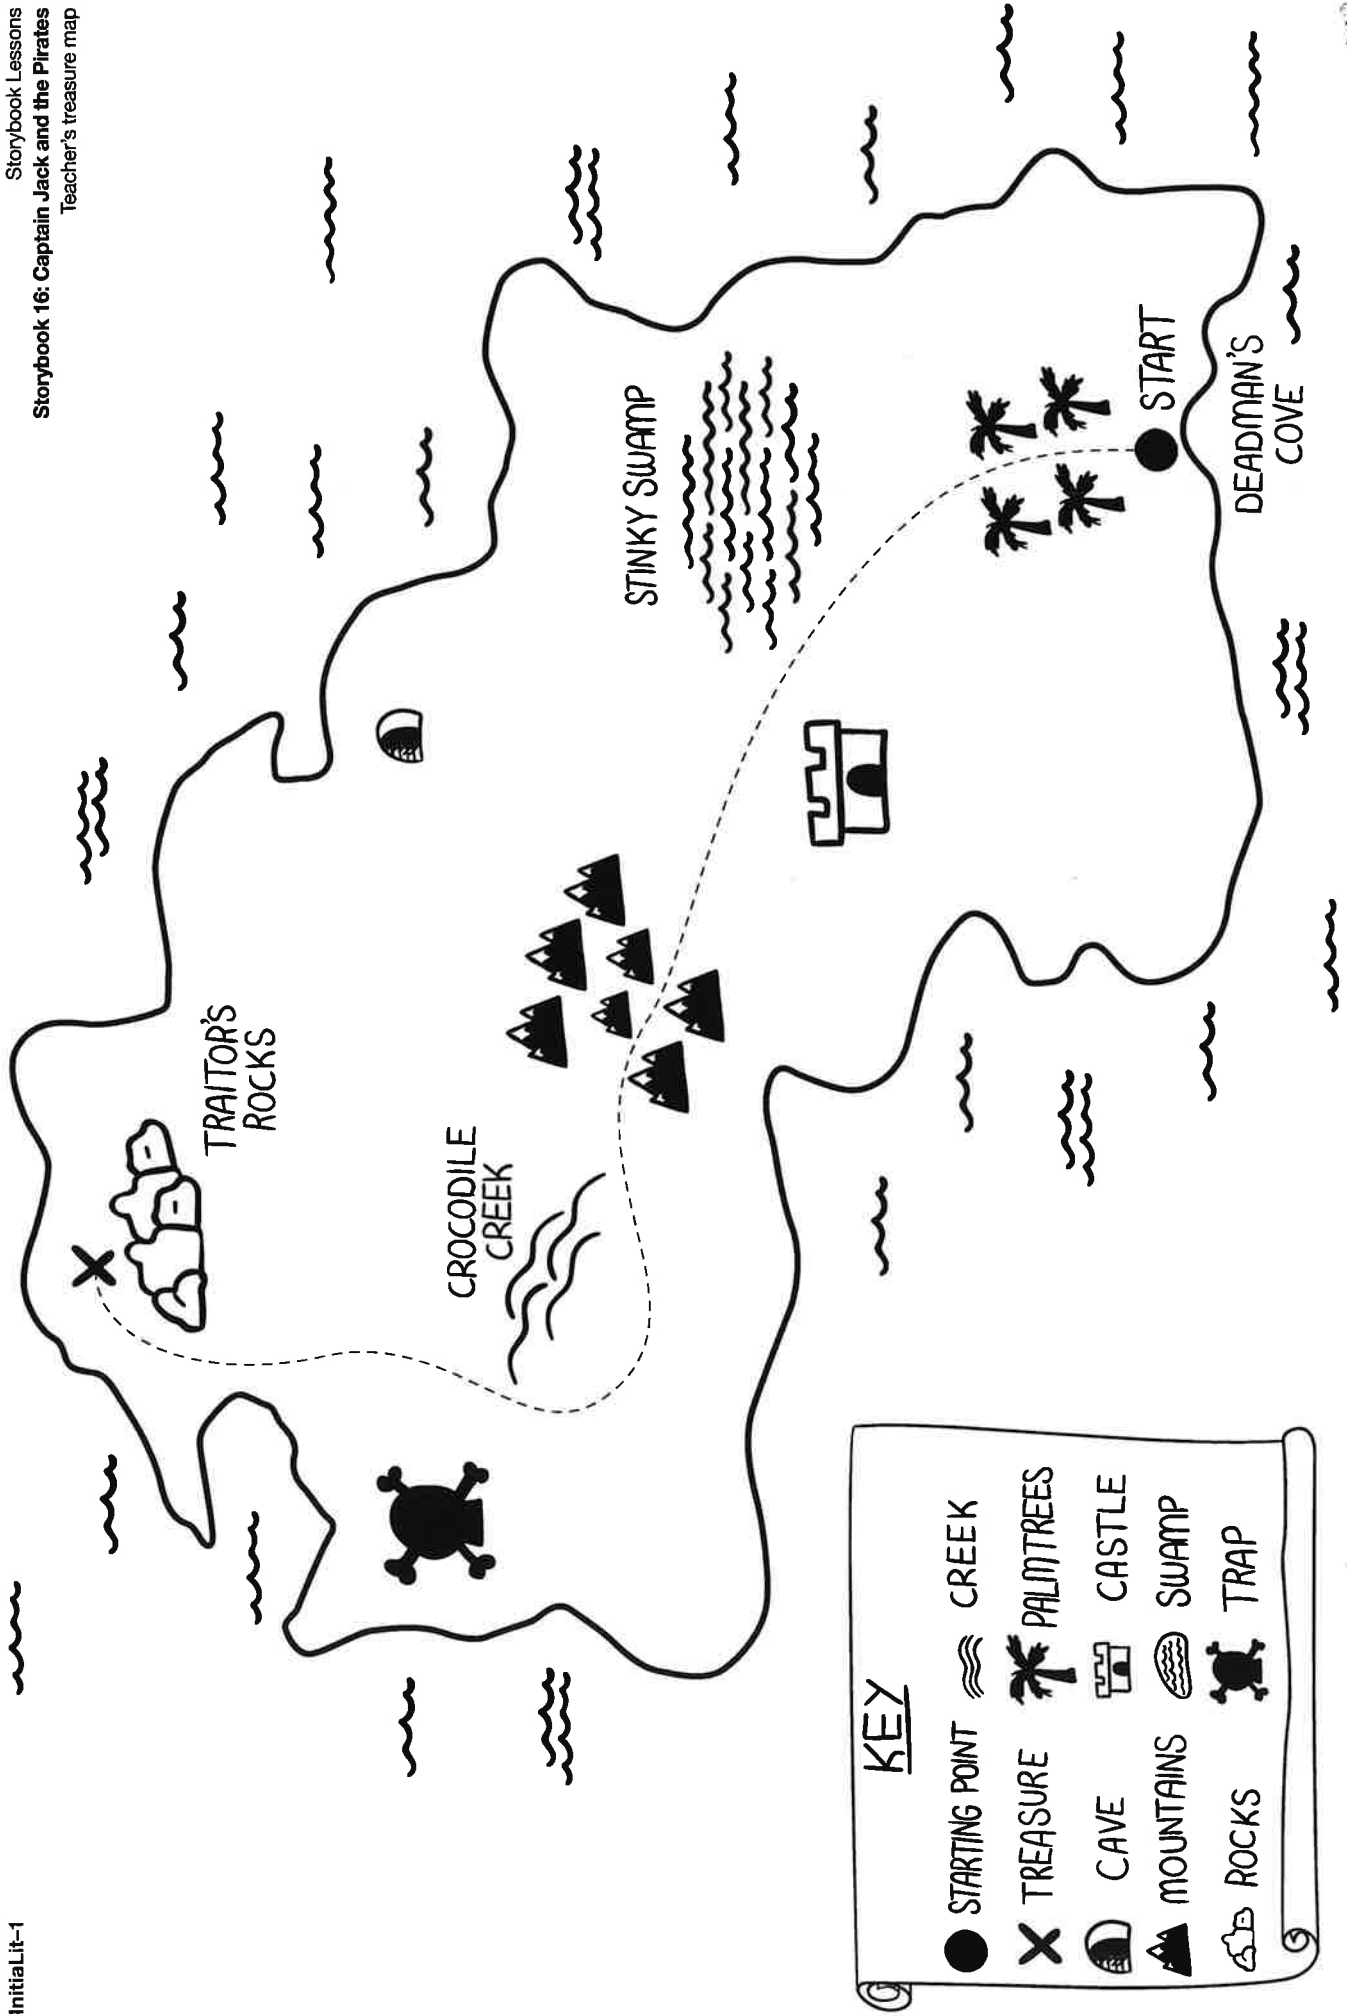 InitiaLit–1
Storybook Lessons
Storybook 16: Captain Jack and the Pirates
Teacher's treasure map
TRAITOR'S
ROCKS
CROCODILE
CREEK
STINKY SWAMP
START
DEADMAN'S
COVE
KEY
STARTING POINT
CREEK
TREASURE
PALMTREES
CAVE
CASTLE
MOUNTAINS
SWAMP
ROCKS
TRAP